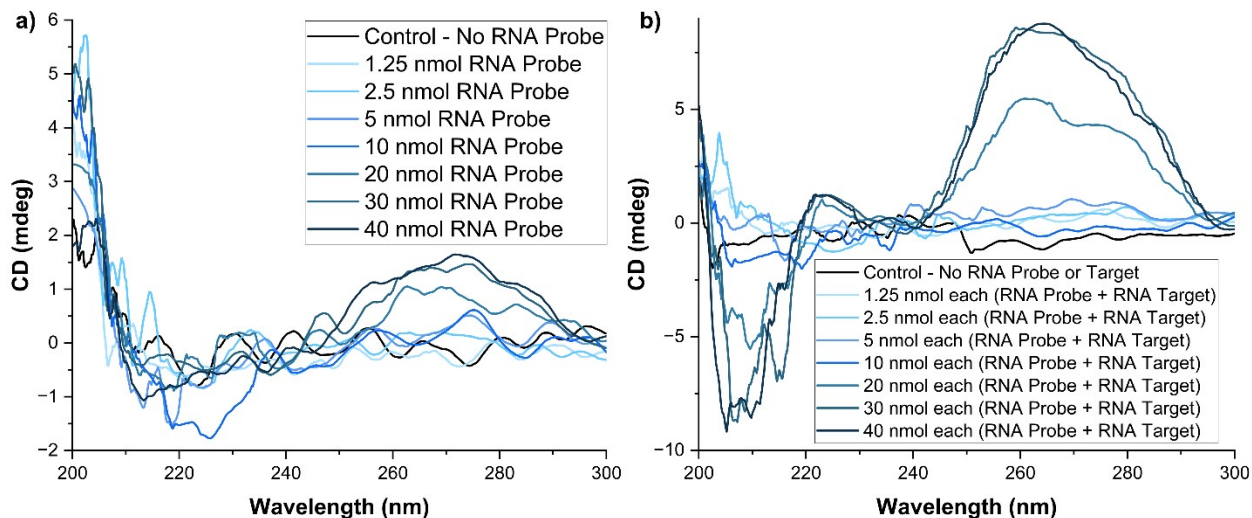 a)
6
5
4
3
2
1
0
−1
−2
CD (mdeg)
Control - No RNA Probe
1.25 nmol RNA Probe
2.5 nmol RNA Probe
5 nmol RNA Probe
10 nmol RNA Probe
20 nmol RNA Probe
30 nmol RNA Probe
40 nmol RNA Probe
200 220 240 260 280 300
Wavelength (nm)
b)
5
0
−5
−10
CD (mdeg)
Control - No RNA Probe or Target
1.25 nmol each (RNA Probe + RNA Target)
2.5 nmol each (RNA Probe + RNA Target)
5 nmol each (RNA Probe + RNA Target)
10 nmol each (RNA Probe + RNA Target)
20 nmol each (RNA Probe + RNA Target)
30 nmol each (RNA Probe + RNA Target)
40 nmol each (RNA Probe + RNA Target)
200 220 240 260 280 300
Wavelength (nm)